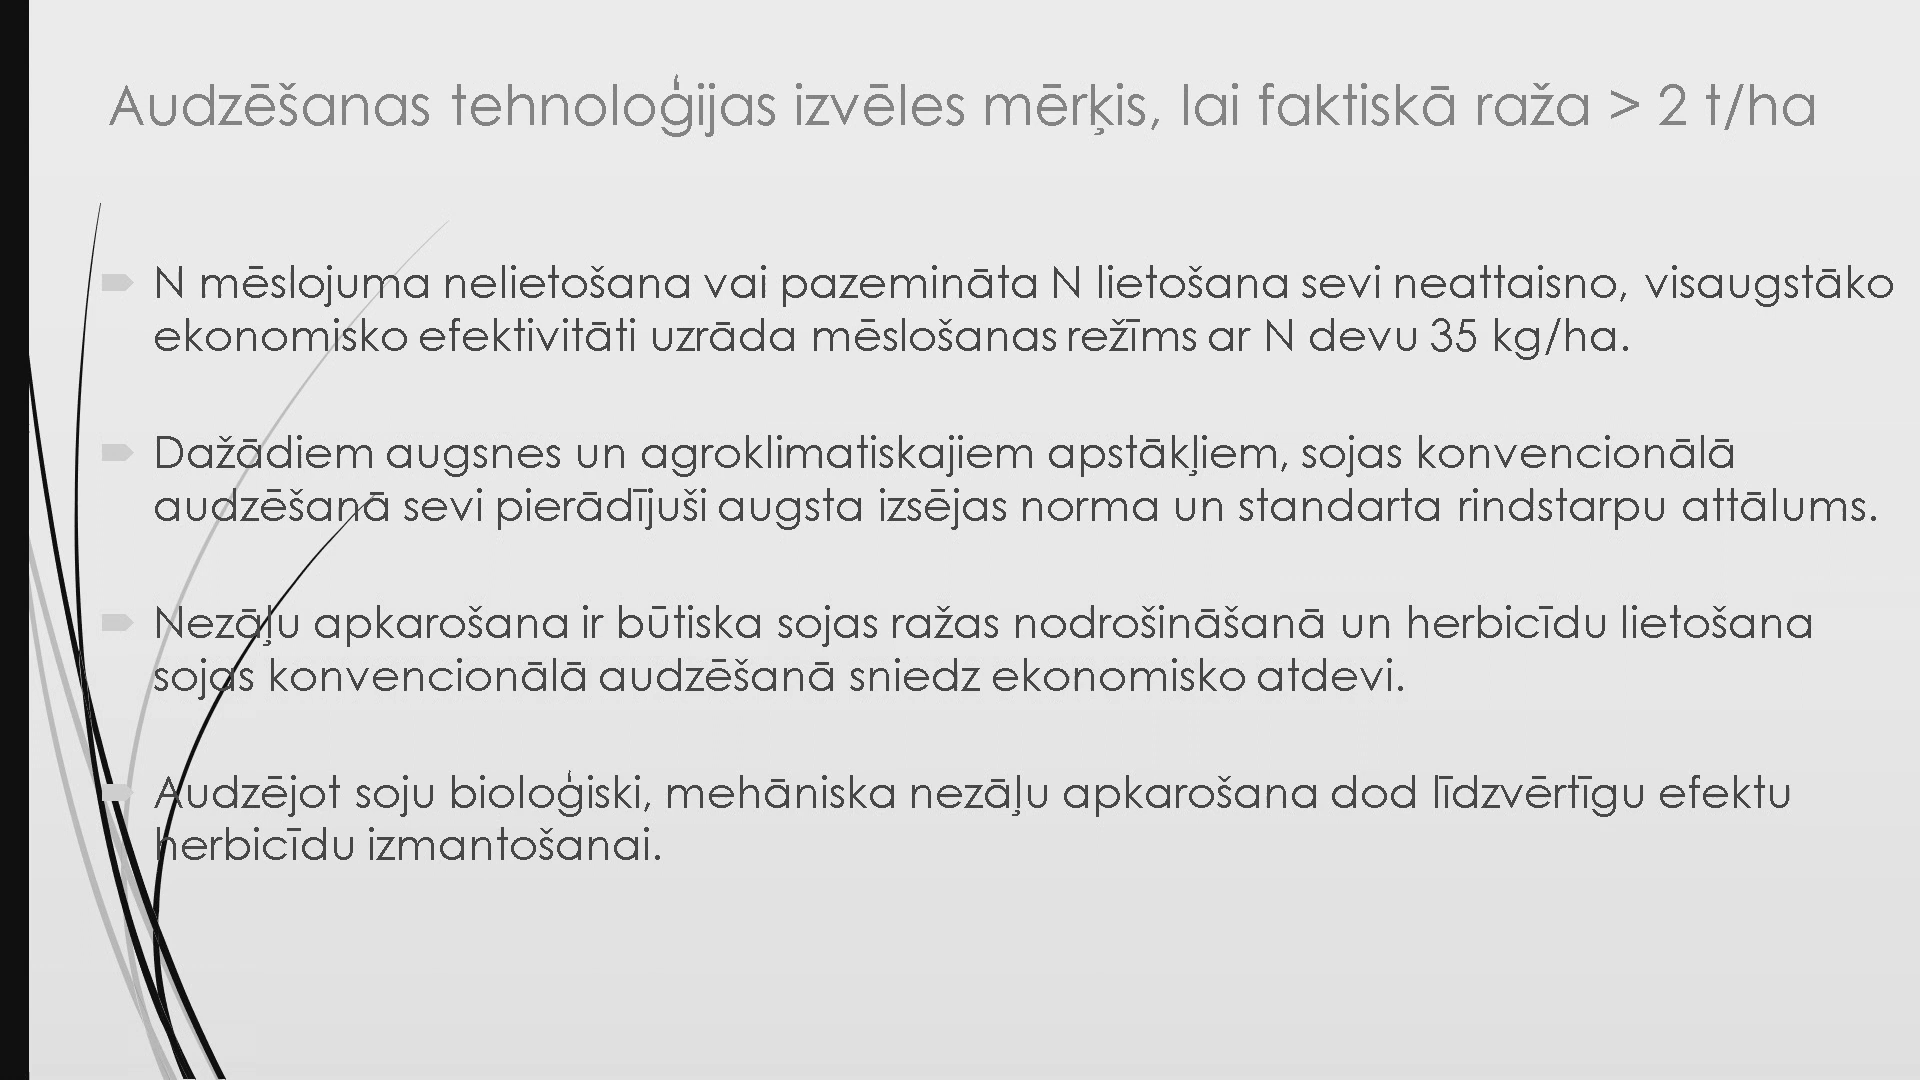 Audzēšanas tehnoloģijas izvēles mērķis, lai faktiskā raža > 2 t/ha
N mēslojuma nelietošana vai pazemināta N lietošana sevi neattaisno, visaugstāko
ekonomisko efektivitāti uzrāda mēslošanas režīms ar N devu 35 kg/ha.
Dažādiem augsnes un agroklimatiskajiem apstākļiem, sojas konvencionālā
audzēšanā sevi pierādījuši augsta izsējas norma un standarta rindstarpu attālums.
Nezāļu apkarošana ir būtiska sojas ražas nodrošināšanā un herbicīdu lietošana
sojas konvencionālā audzēšanā sniedz ekonomisko atdevi.
Audzējot soju bioloģiski, mehāniska nezāļu apkarošana dod līdzvērtīgu efektu
herbicīdu izmantošanai.